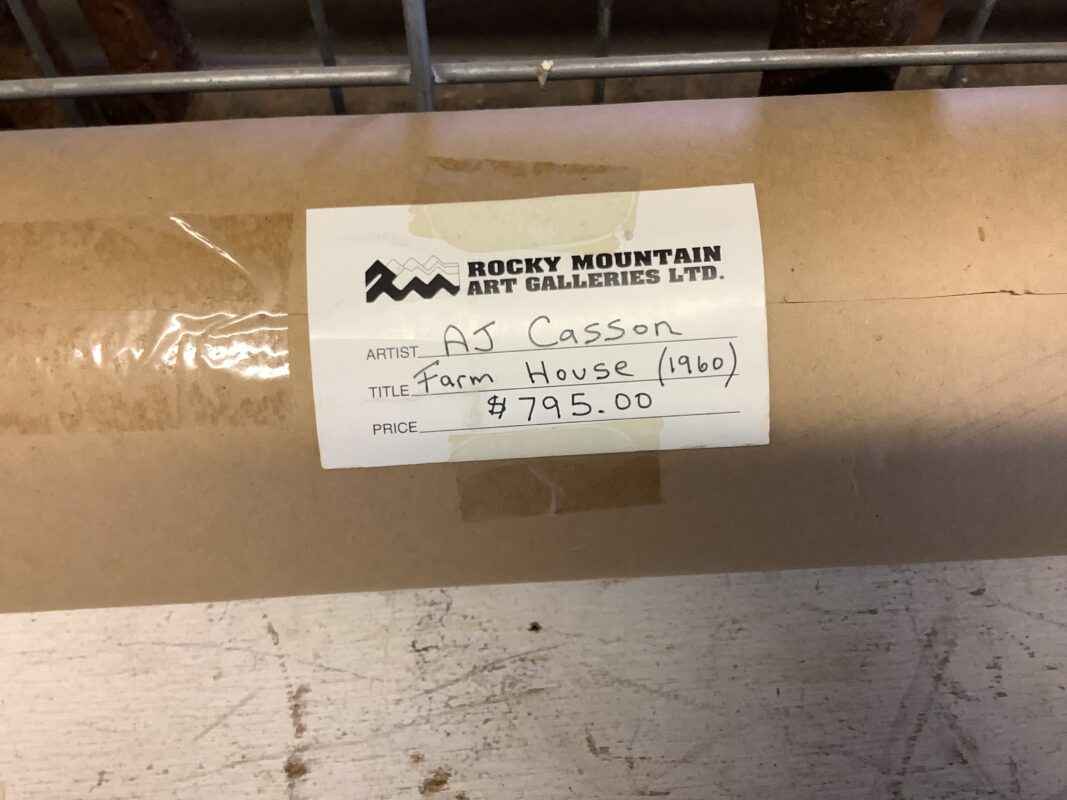 ROCKY MOUNTAIN
ART GALLERIES LTD.
ARTIST AJ Casson
TITLE Farm House (1960)
PRICE $795.00